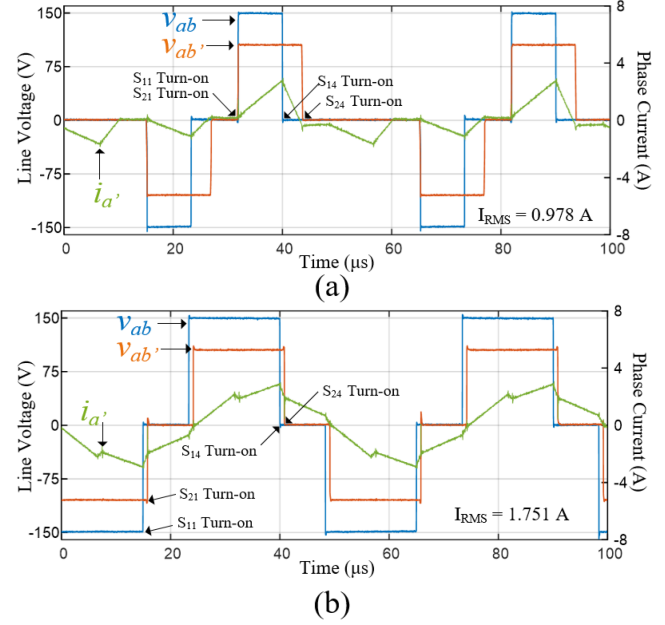 150
75
0
-75
-150
Line Voltage (V)
v_ab
v_ab'
S11 Turn-on
S21 Turn-on
S14 Turn-on
S24 Turn-on
i_a'
I_RMS = 0.978 A
8
4
0
-4
-8
Phase Current (A)
0 20 40 60 80 100
Time (µs)
(a)
150
75
0
-75
-150
Line Voltage (V)
v_ab
v_ab'
i_a'
S24 Turn-on
S14 Turn-on
S21 Turn-on
S11 Turn-on
I_RMS = 1.751 A
8
4
0
-4
-8
Phase Current (A)
0 20 40 60 80 100
Time (µs)
(b)